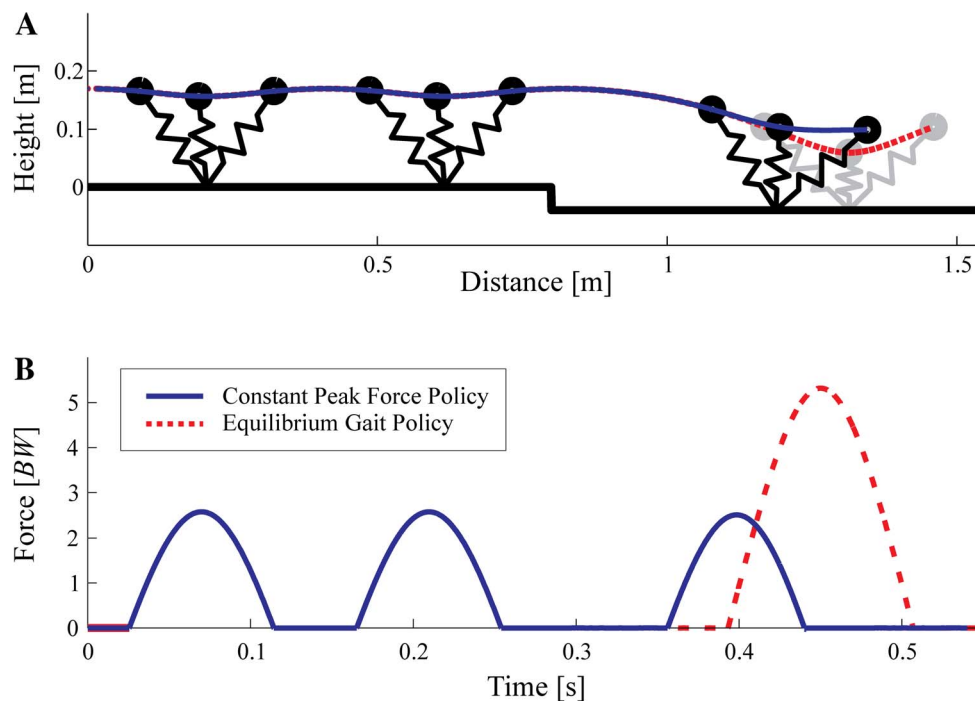 A
Height [m]
0.2
0.1
0
0
0.5
1
1.5
Distance [m]
B
Force [BW]
5
4
3
2
1
0
Constant Peak Force Policy
Equilibrium Gait Policy
0
0.1
0.2
0.3
0.4
0.5
Time [s]